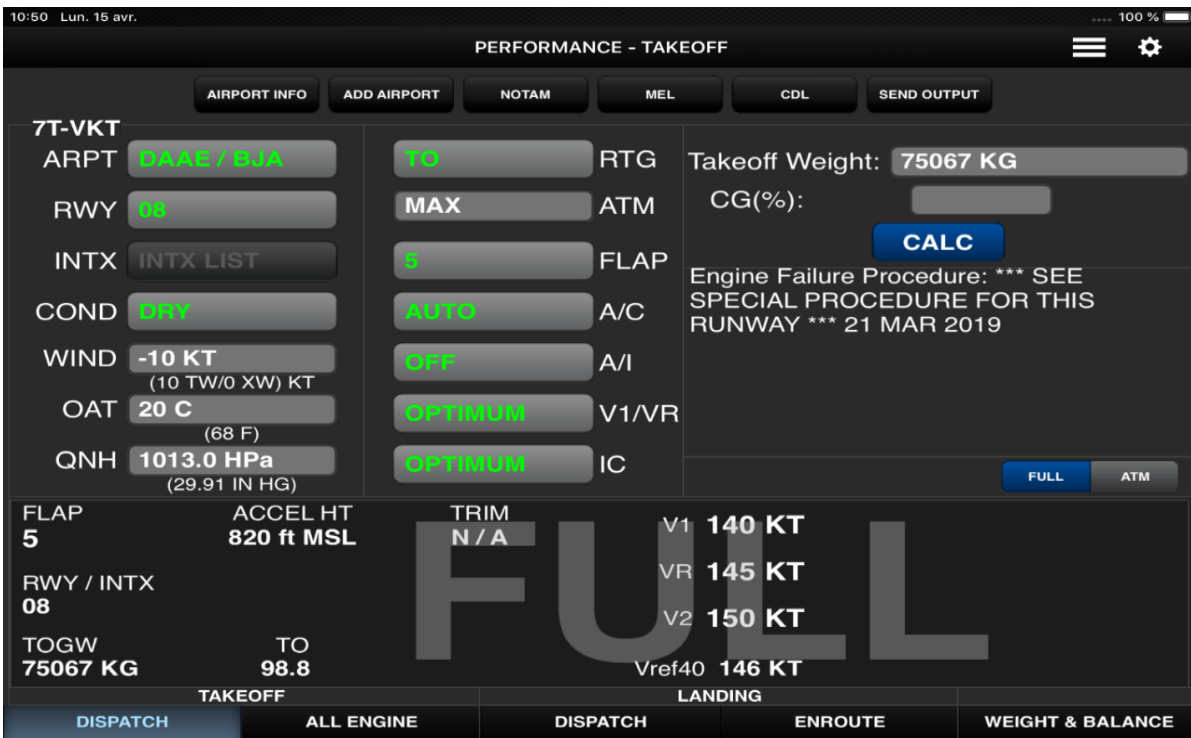 10:50 Lun. 15 avr.
100 %
PERFORMANCE - TAKEOFF
AIRPORT INFO
ADD AIRPORT
NOTAM
MEL
CDL
SEND OUTPUT
7T-VKT
ARPT DAAE / BJA
RWY 08
INTX INTX LIST
COND DRY
WIND -10 KT
(10 TW/0 XW) KT
OAT 20 C
(68 F)
QNH 1013.0 HPa
(29.91 IN HG)
TO RTG
MAX ATM
5 FLAP
AUTO A/C
OFF A/I
OPTIMUM V1/VR
OPTIMUM IC
Takeoff Weight: 75067 KG
CG(%):
CALC
Engine Failure Procedure: *** SEE
SPECIAL PROCEDURE FOR THIS
RUNWAY *** 21 MAR 2019
FULL ATM
FLAP
5
ACCEL HT
820 ft MSL
TRIM
N / A
RWY / INTX
08
TOGW
75067 KG
TO
98.8
FULL
V1 140 KT
VR 145 KT
V2 150 KT
Vref40 146 KT
TAKEOFF
LANDING
DISPATCH
ALL ENGINE
DISPATCH
ENROUTE
WEIGHT & BALANCE